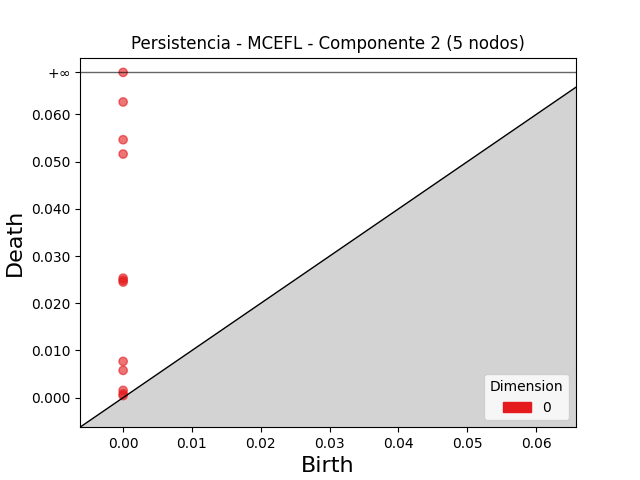 Persistencia - MCEFL - Componente 2 (5 nodos)
+∞
0.060
0.050
0.040
0.030
0.020
0.010
0.000
Death
0.00 0.01 0.02 0.03 0.04 0.05 0.06
Birth
Dimension
0